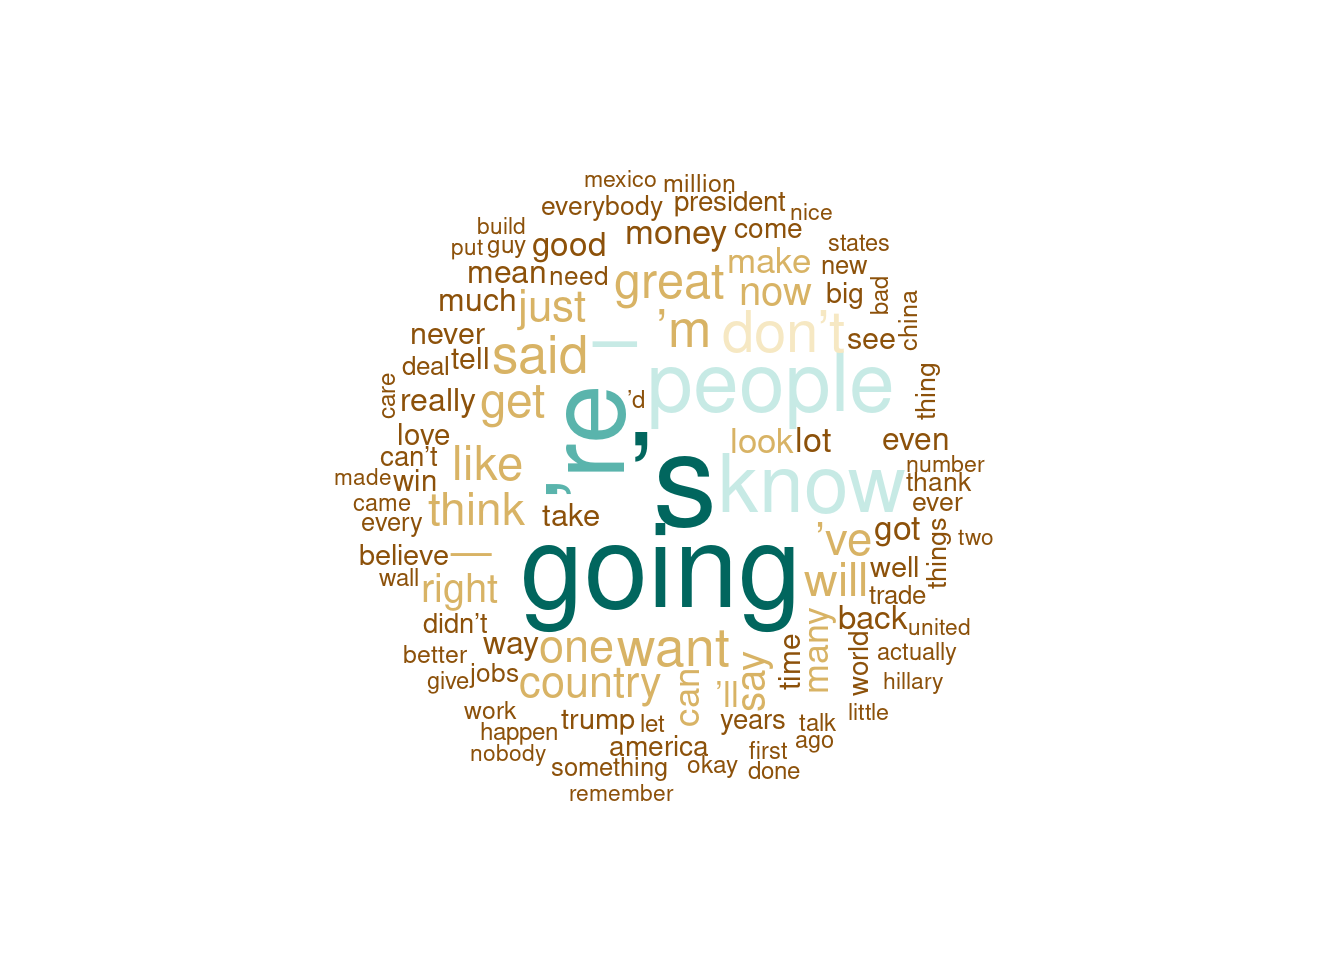 mexico million
everybody president nice
build money come
put guy good states
mean need great make new
much just now big bad china
never ’m don’t see
deal tell said —
care really get ’re ’d people thing
love look lot even
can’t like ’s know number
made win thank
came think take ever
every ’ve got things two
believe — going well
wall right will trade
didn’t way one want many back united
better time world actually
give jobs country can ’ll say hillary
work trump let years talk little
happen america ago
nobody first
something okay done
remember